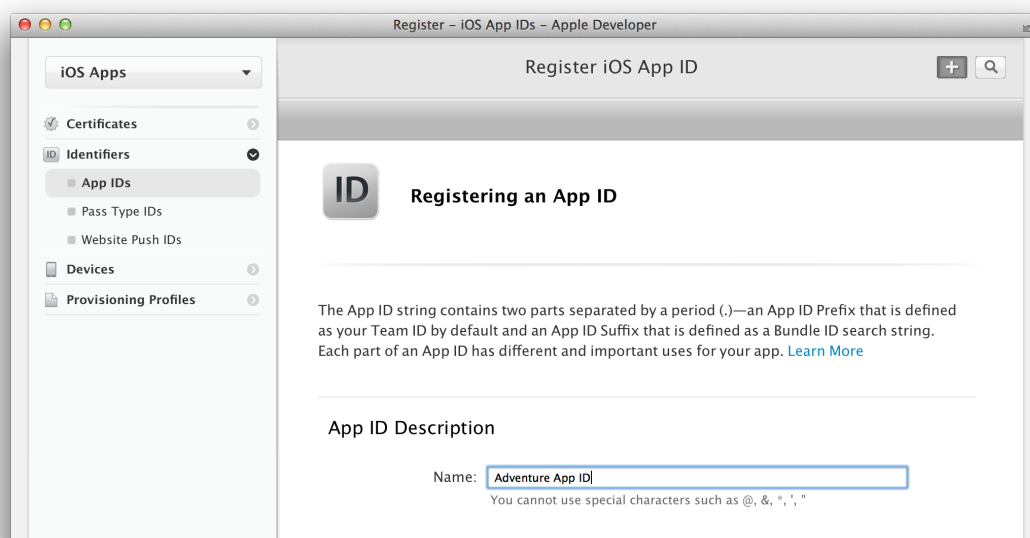 Register – iOS App IDs – Apple Developer
iOS Apps
Register iOS App ID
Certificates
ID Identifiers
App IDs
Pass Type IDs
Website Push IDs
Devices
Provisioning Profiles
ID Registering an App ID
The App ID string contains two parts separated by a period (.)—an App ID Prefix that is defined
as your Team ID by default and an App ID Suffix that is defined as a Bundle ID search string.
Each part of an App ID has different and important uses for your app. Learn More
App ID Description
Name: Adventure App ID
You cannot use special characters such as @, &, *, ', "